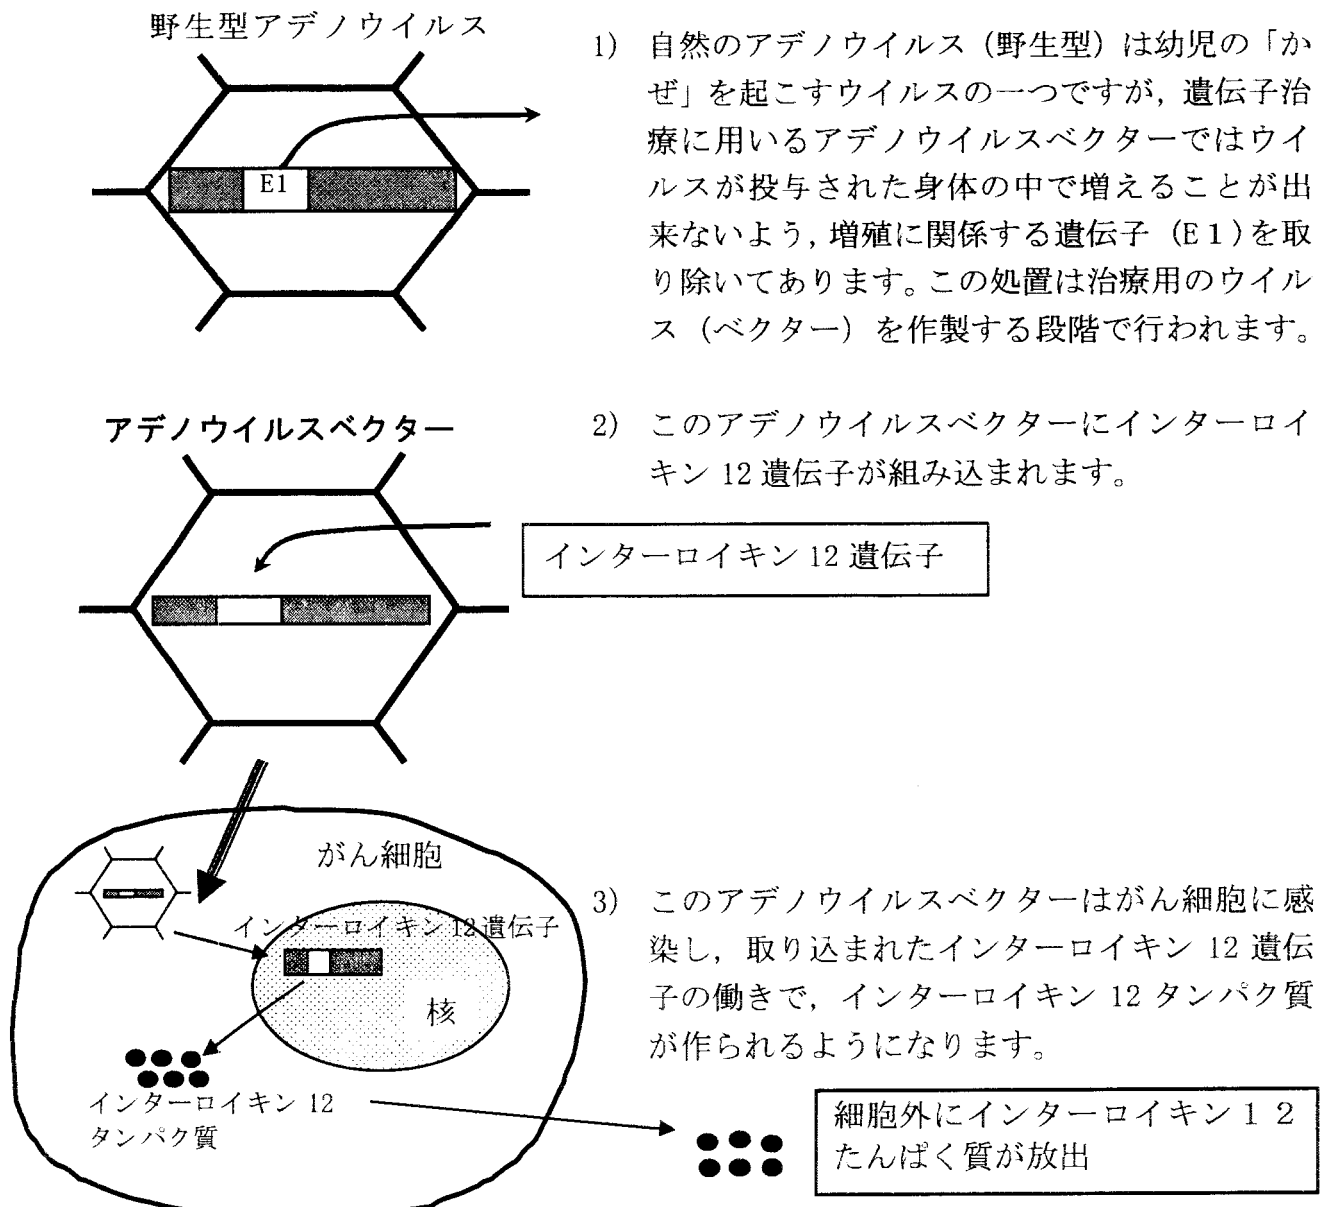 野生型アデノウイルス
E1
1) 自然のアデノウイルス（野生型）は幼児の「か
ぜ」を起こすウイルスの一つですが，遺伝子治
療に用いるアデノウイルスベクターではウイ
ルスが投与された身体の中で増えることが出
来ないよう，増殖に関係する遺伝子（E１）を取
り除いてあります。この処置は治療用のウイル
ス（ベクター）を作製する段階で行われます。
アデノウイルスベクター
2) このアデノウイルスベクターにインターロイ
キン 12 遺伝子が組み込まれます。
インターロイキン 12 遺伝子
がん細胞
インターロイキン 12 遺伝子
核
インターロイキン 12
タンパク質
3) このアデノウイルスベクターはがん細胞に感
染し，取り込まれたインターロイキン 12 遺伝
子の働きで，インターロイキン 12 タンパク質
が作られるようになります。
細胞外にインターロイキン１２
たんぱく質が放出